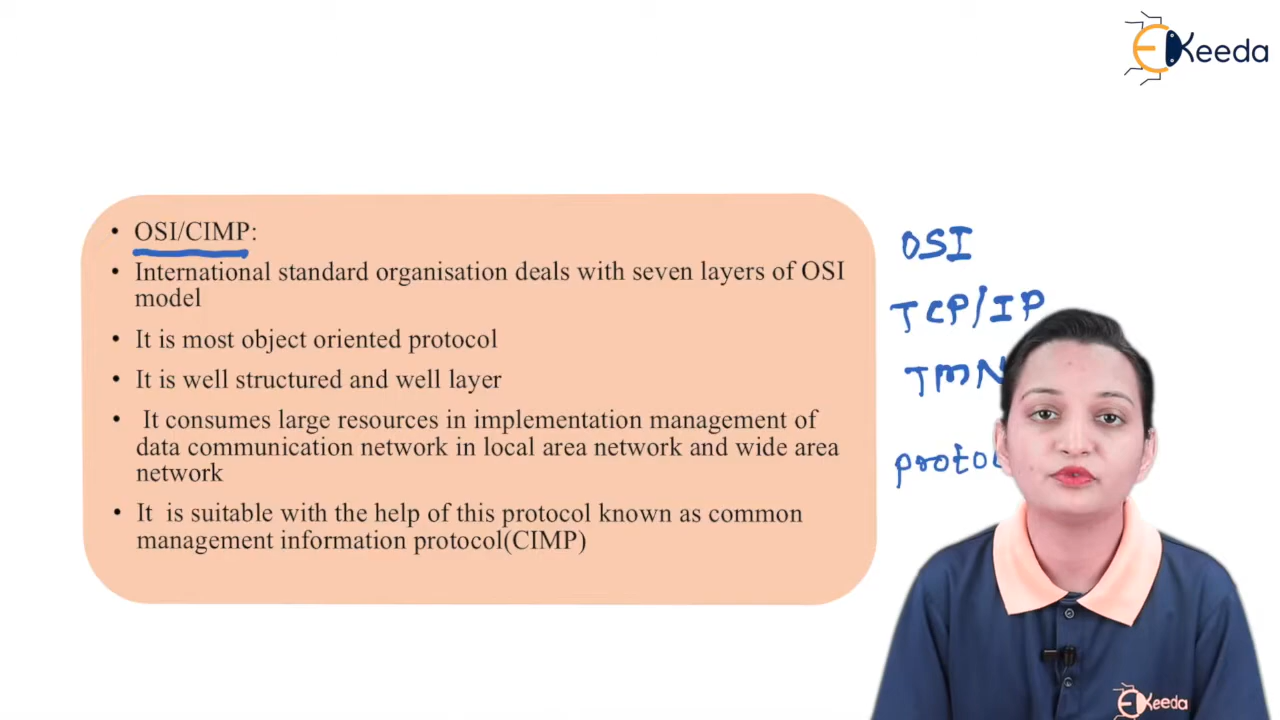 EKeeda
• OSI/CIMP:
• International standard organisation deals with seven layers of OSI
model
• It is most object oriented protocol
• It is well structured and well layer
• It consumes large resources in implementation management of
data communication network in local area network and wide area
network
• It is suitable with the help of this protocol known as common
management information protocol(CIMP)
OSI
TCP/IP
TMN
EKeeda